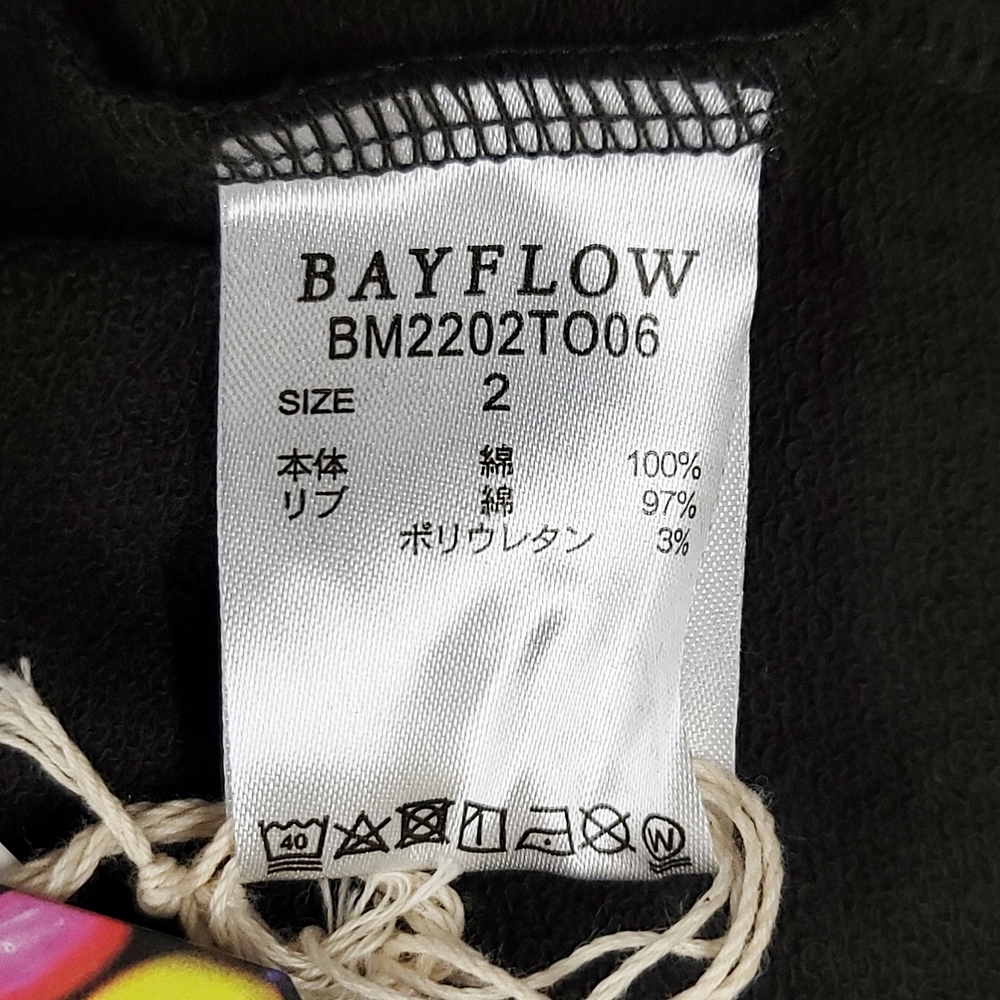 BAYFLOW
BM2202TO06
SIZE 2
本体 綿 100%
リブ 綿 97%
ポリウレタン 3%
40 W